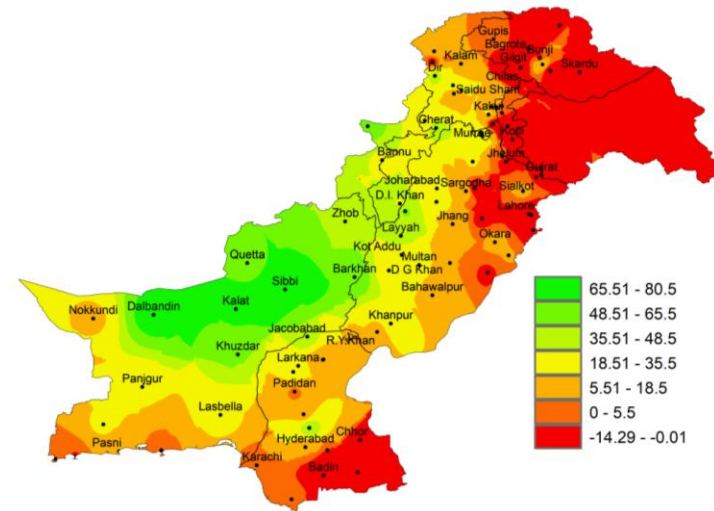 Gupis
Bagrote
Kalam
Gilgit
Bunji
Dir
Skardu
Chilas
Saidu Sharif
Kakul
Cherat
Murree
Kotli
Bannu
Jhelum
Gujrat
Joharabad
Sargodha
Sialkot
D.I. Khan
Zhob
Lahore
Layyah
Jhang
Okara
Kot Addu
Quetta
Multan
Sibbi
Barkhan
D G Khan
65.51 - 80.5
Bahawalpur
Nokkundi
Dalbandin
Kalat
48.51 - 65.5
Khanpur
Jacobabad
R.Y.Khan
35.51 - 48.5
Khuzdar
Larkana
18.51 - 35.5
Panjgur
Padidan
5.51 - 18.5
Lasbella
0 - 5.5
Pasni
Hyderabad
Chhor
-14.29 - -0.01
Karachi
Badin